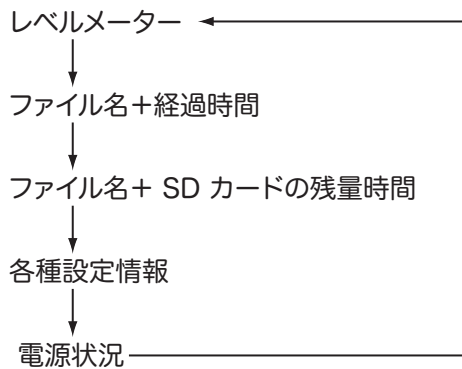 レベルメーター
ファイル名＋経過時間
ファイル名＋ SD カードの残量時間
各種設定情報
電源状況